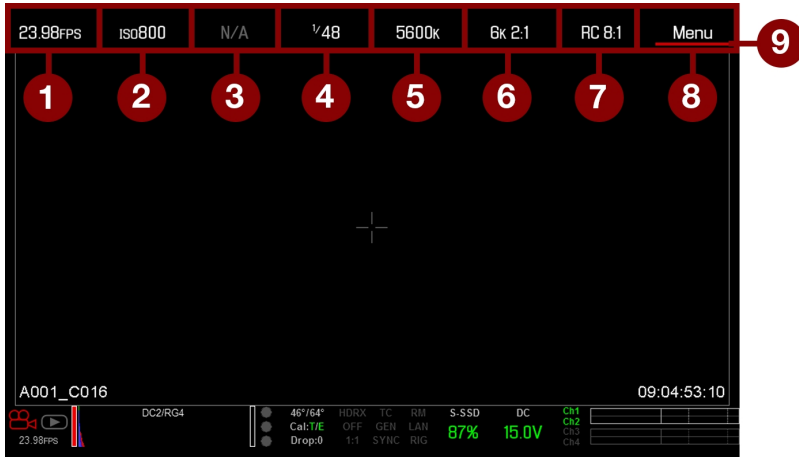 23.98FPS ISO800 N/A 1/48 5600K 6K 2:1 RC 8:1 Menu
9
1 2 3 4 5 6 7 8
A001_C016 09:04:53:10
DC2/RG4 46°/64° HDRX TC RM S-SSD DC Ch1
Cal:T/E OFF GEN LAN 87% 15.0V Ch2
23.98FPS Drop:0 1:1 SYNC RIG Ch3
Ch4